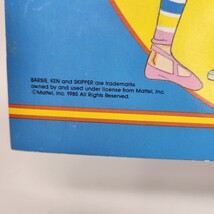 BARBIE, KEN and SKIPPER are trademarks
owned by and used under license from Mattel, Inc.
©Mattel, Inc. 1985 All Rights Reserved.